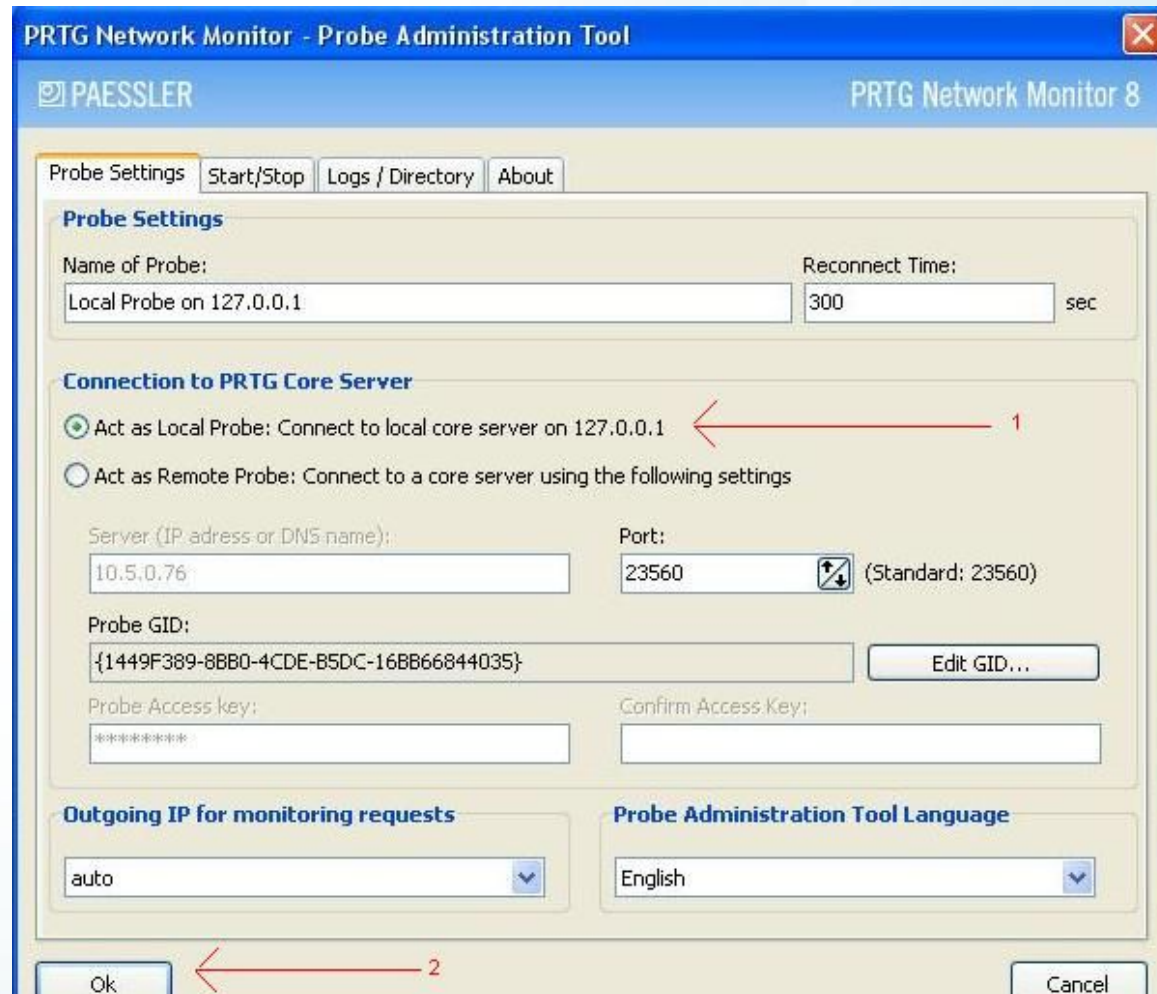 PRTG Network Monitor - Probe Administration Tool
PAESSLER
PRTG Network Monitor 8
Probe Settings
Start/Stop
Logs / Directory
About
Probe Settings
Name of Probe:
Reconnect Time:
Local Probe on 127.0.0.1
300
sec
Connection to PRTG Core Server
Act as Local Probe: Connect to local core server on 127.0.0.1
1
Act as Remote Probe: Connect to a core server using the following settings
Server (IP adress or DNS name):
Port:
10.5.0.76
23560
(Standard: 23560)
Probe GID:
{1449F389-8BB0-4CDE-B5DC-16BB66844035}
Edit GID...
Probe Access key:
Confirm Access Key:
********
Outgoing IP for monitoring requests
Probe Administration Tool Language
auto
English
2
Ok
Cancel